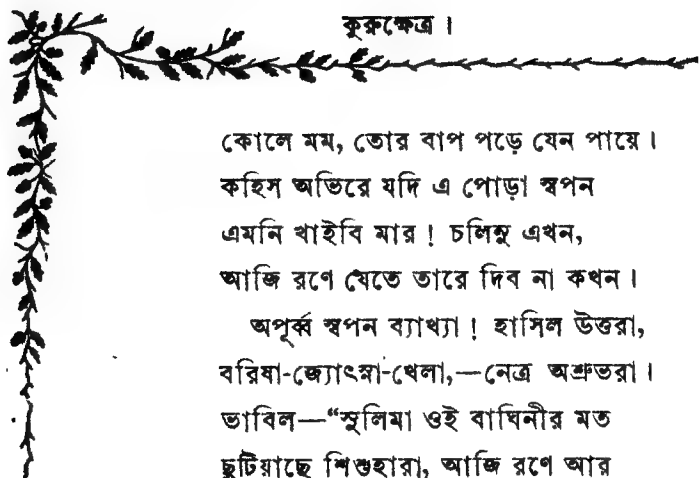 কুরুক্ষেত্র।
কোলে মম, তোর বাপ পড়ে যেন পায়ে।
কহিস অভিরে যদি এ পোড়া স্বপন
এমনি খাইবি মার! চলিনু এখন,
আজি রণে যেতে তারে দিব না কখন।
অপূর্ব্ব স্বপন ব্যাখ্যা! হাসিল উত্তরা,
বরিষা-জ্যোৎস্না-খেলা,—নেত্র অশ্রুভরা।
ভাবিল—“সুলিমা ওই বাঘিনীর মত
ছুটিয়াছে শিশুহারা, আজি রণে আর